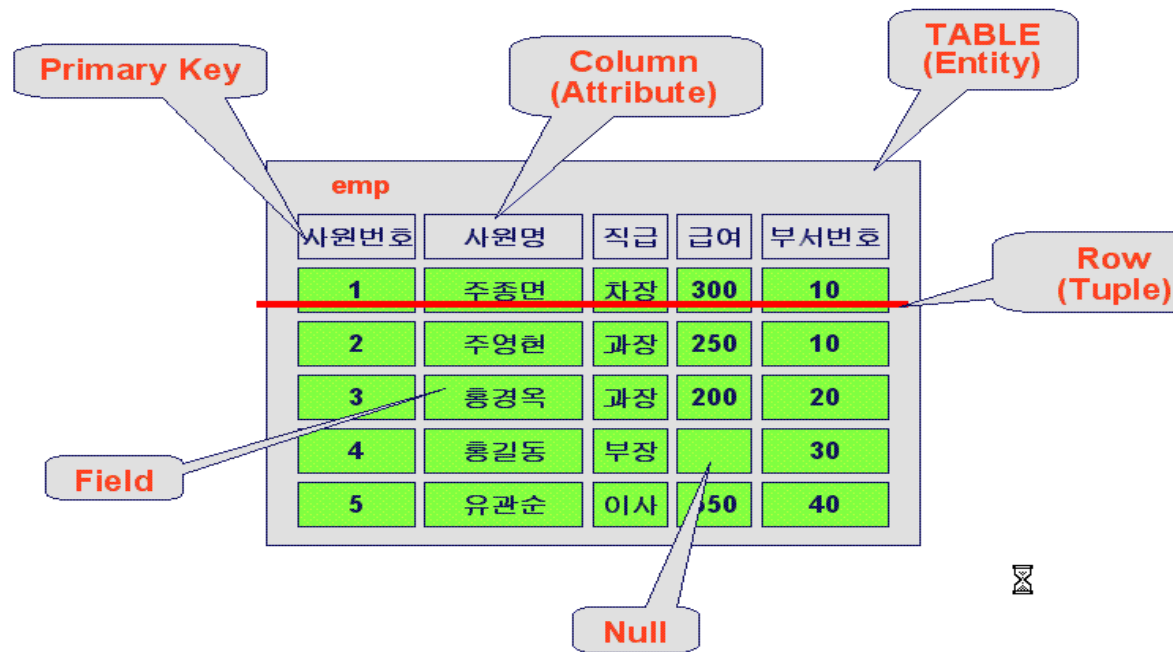 TABLE
(Entity)
Column
(Attribute)
Primary Key
emp
사원번호 사원명 직급 급여 부서번호
1 주종면 차장 300 10
Row
(Tuple)
2 주영현 과장 250 10
3 홍경옥 과장 200 20
4 홍길동 부장 30
Field
5 유관순 이사 40
Null